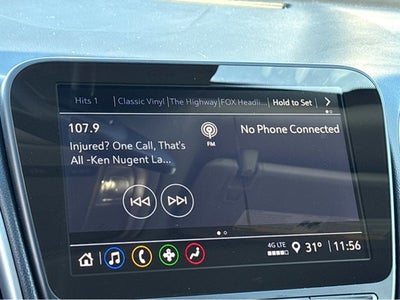 Hits 1 | Classic Vinyl | The Highway | FOX Headli... Hold to Set
107.9
FM
No Phone Connected
Injured? One Call, That's
All -Ken Nugent La...
4G LTE 31° 11:56